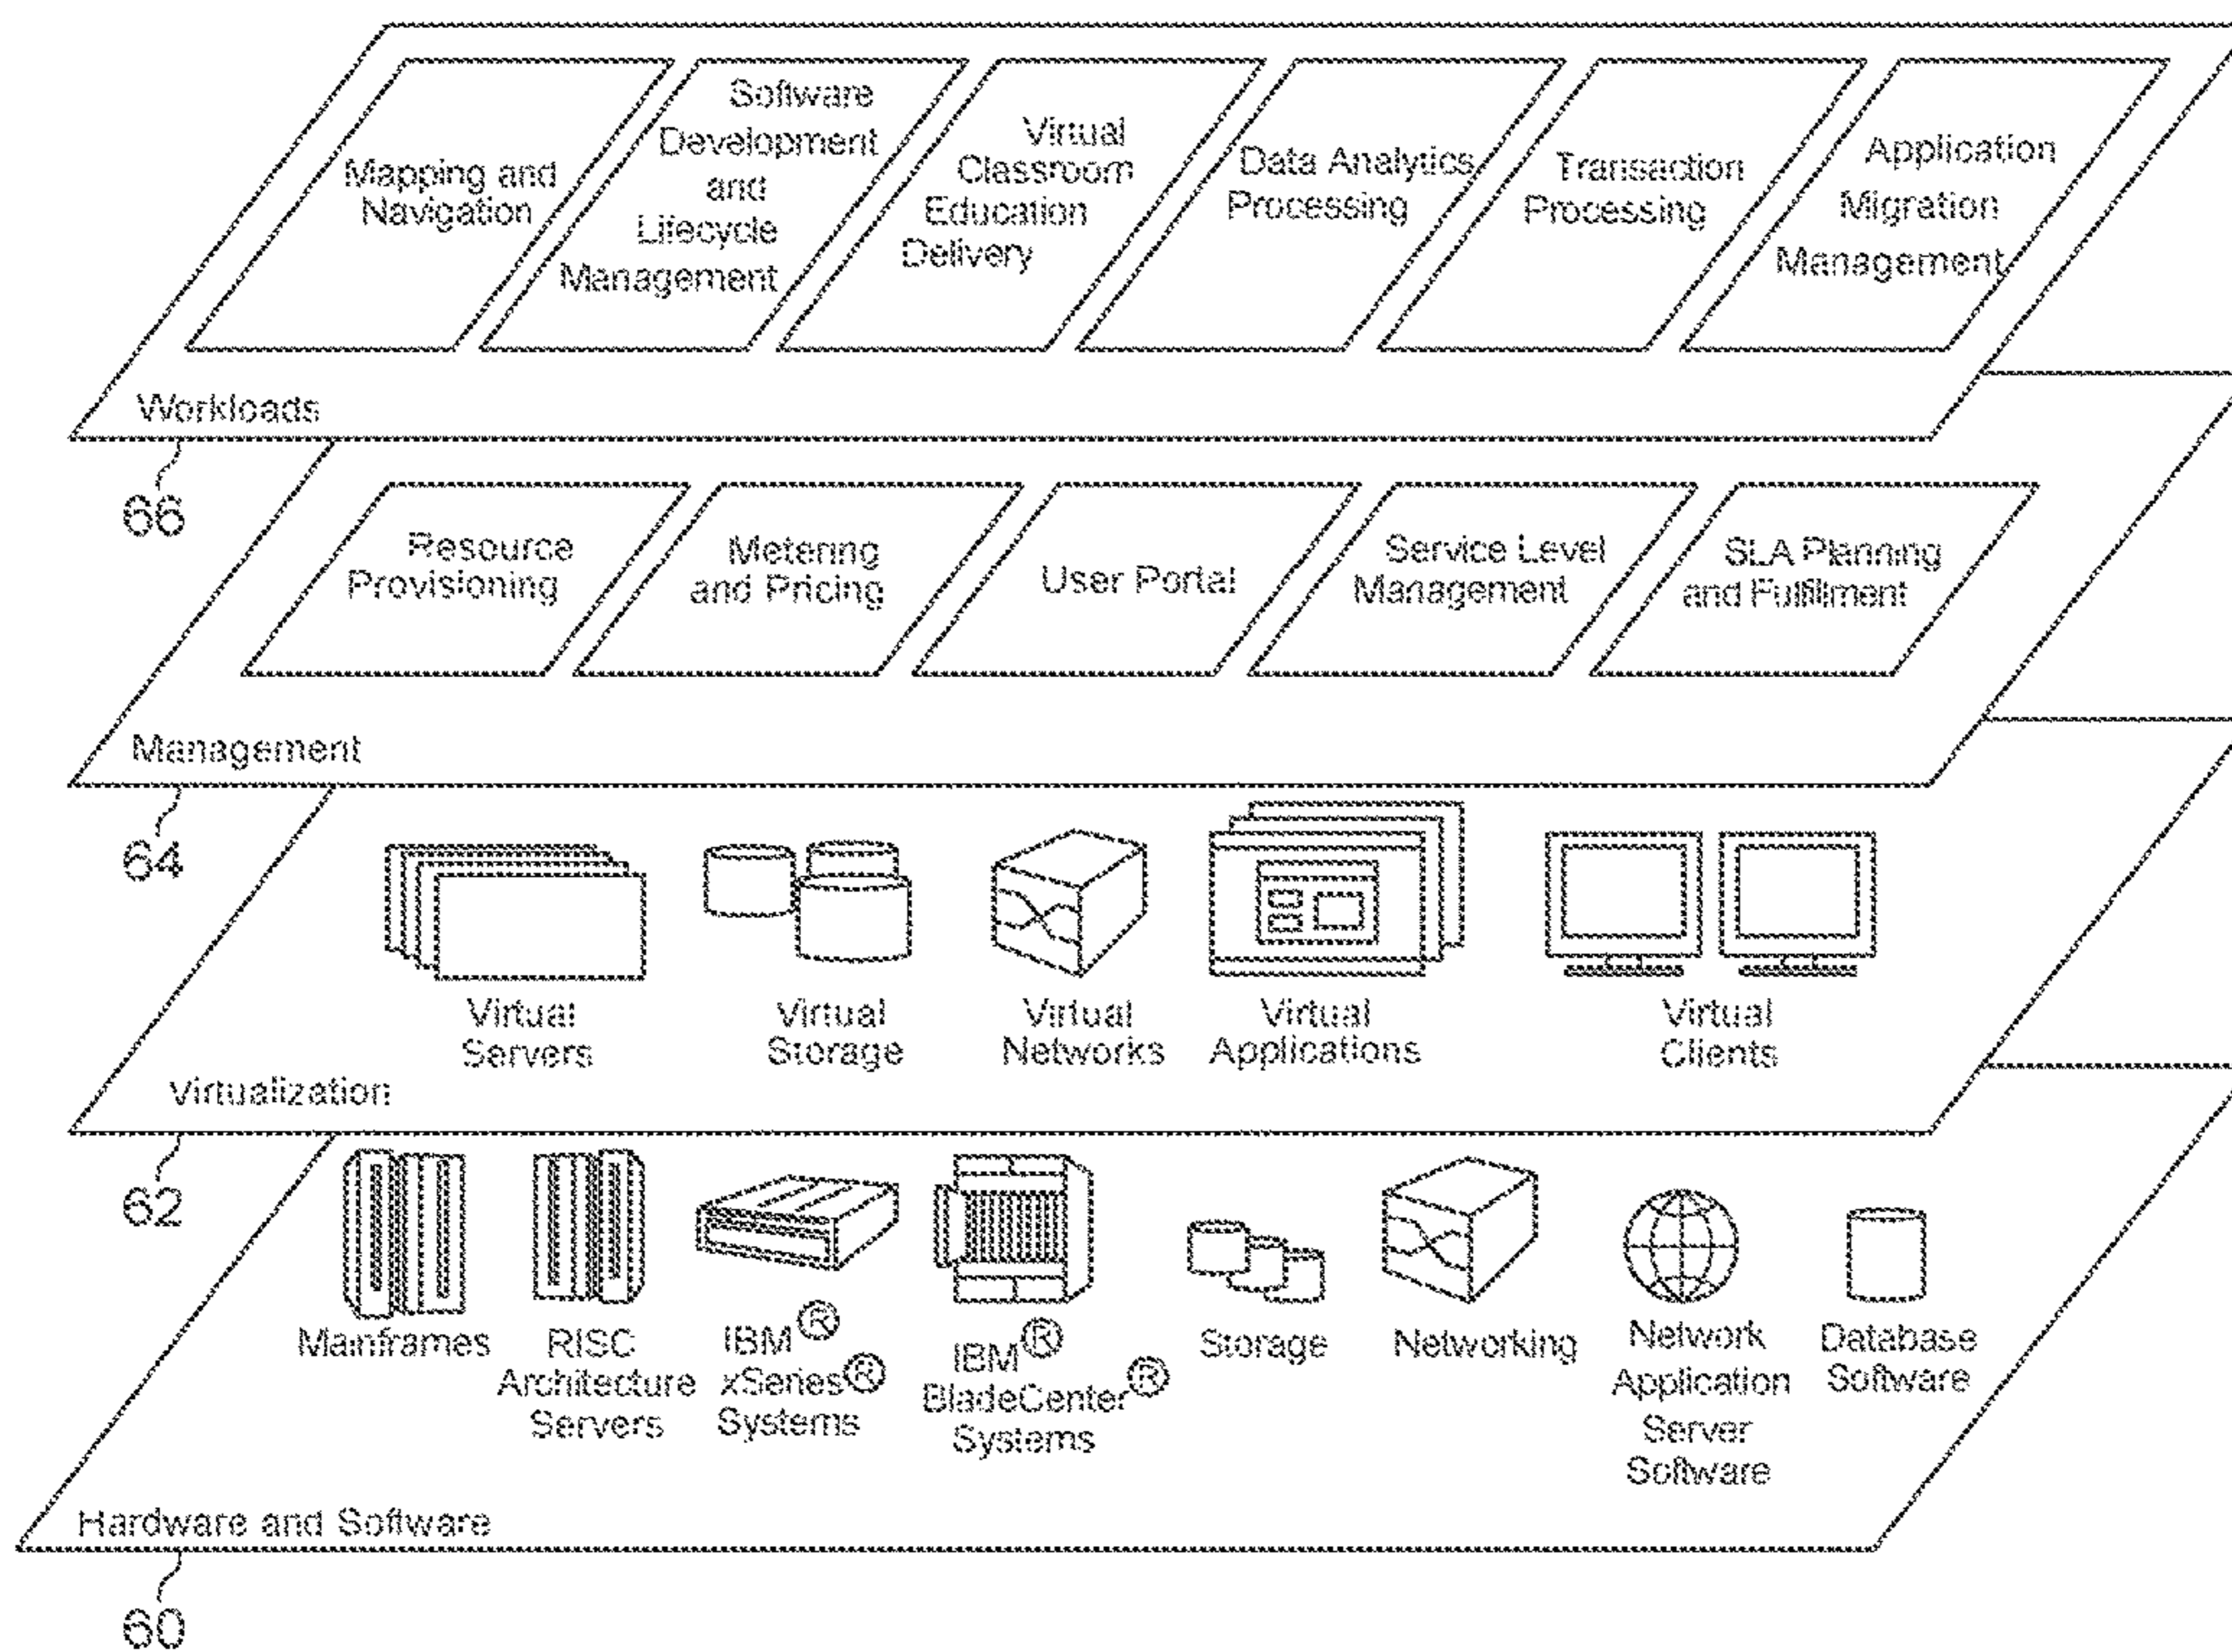 Mapping and
Navigation
Software
Development
and
Lifecycle
Management
Virtual
Classroom
Education
Delivery
Data Analytics
Processing
Transaction
Processing
Application
Migration
Management
Workloads
66
Resource
Provisioning
Metering
and Pricing
User Portal
Service Level
Management
SLA Planning
and Fulfillment
Management
64
Virtual
Servers
Virtual
Storage
Virtual
Networks
Virtual
Applications
Virtual
Clients
Virtualization
62
Mainframes
RISC
Architecture
Servers
IBM®
xSeries®
Systems
IBM®
BladeCenter®
Systems
Storage
Networking
Network
Application
Server
Software
Database
Software
Hardware and Software
60